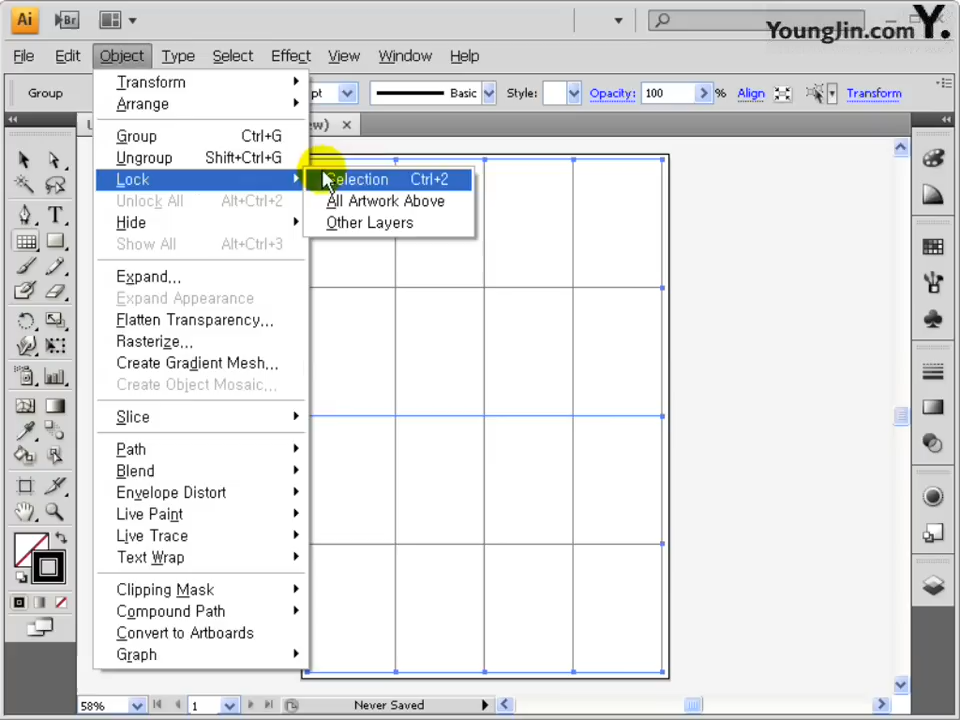 Ai Br
YoungJin.com Y.
File Edit Object Type Select Effect View Window Help
Group pt Basic Style: Opacity: 100 % Align Transform
Transform
Arrange
Group Ctrl+G
Ungroup Shift+Ctrl+G
Lock
Selection Ctrl+2
Unlock All Alt+Ctrl+2
All Artwork Above
Hide
Other Layers
Show All Alt+Ctrl+3
Expand...
Expand Appearance
Flatten Transparency...
Rasterize...
Create Gradient Mesh...
Create Object Mosaic...
Slice
Path
Blend
Envelope Distort
Live Paint
Live Trace
Text Wrap
Clipping Mask
Compound Path
Convert to Artboards
Graph
58% 1 Never Saved